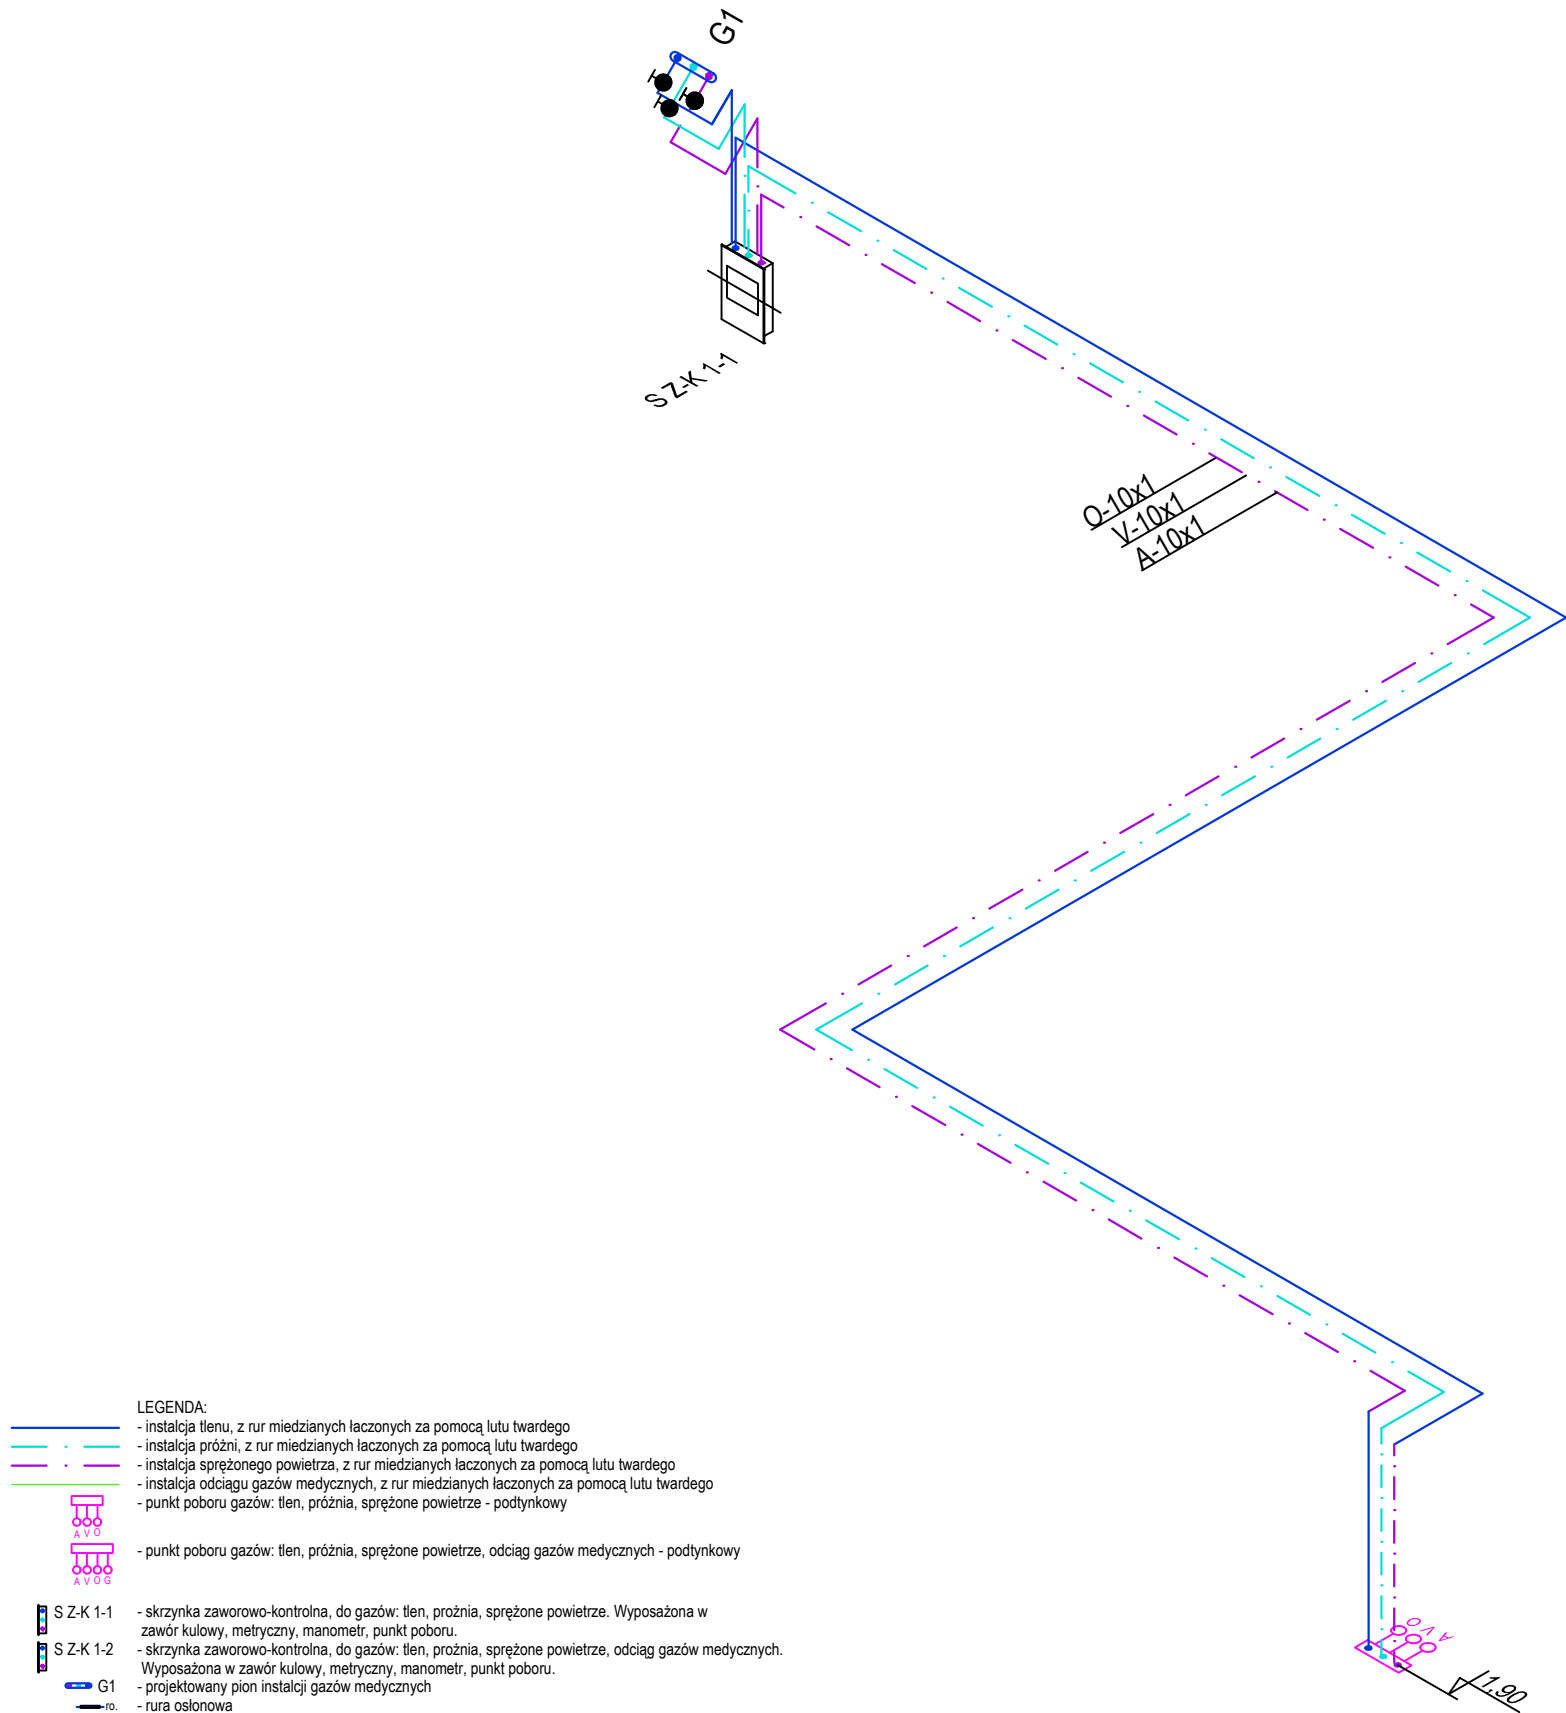 G1
S Z-K 1-1
O-10x1
V-10x1
A-10x1
LEGENDA:
- instalcja tlenu, z rur miedzianych łaczonych za pomocą lutu twardego
- instalcja próżni, z rur miedzianych łaczonych za pomocą lutu twardego
- instalcja sprężonego powietrza, z rur miedzianych łaczonych za pomocą lutu twardego
- instalcja odciągu gazów medycznych, z rur miedzianych łaczonych za pomocą lutu twardego
- punkt poboru gazów: tlen, próżnia, sprężone powietrze - podtynkowy
A V O
- punkt poboru gazów: tlen, próżnia, sprężone powietrze, odciąg gazów medycznych - podtynkowy
A V O G
S Z-K 1-1 - skrzynka zaworowo-kontrolna, do gazów: tlen, prożnia, sprężone powietrze. Wyposażona w
zawór kulowy, metryczny, manometr, punkt poboru.
S Z-K 1-2 - skrzynka zaworowo-kontrolna, do gazów: tlen, prożnia, sprężone powietrze, odciąg gazów medycznych.
Wyposażona w zawór kulowy, metryczny, manometr, punkt poboru.
G1 - projektowany pion instalcji gazów medycznych
ro. - rura osłonowa
A V O
1.90